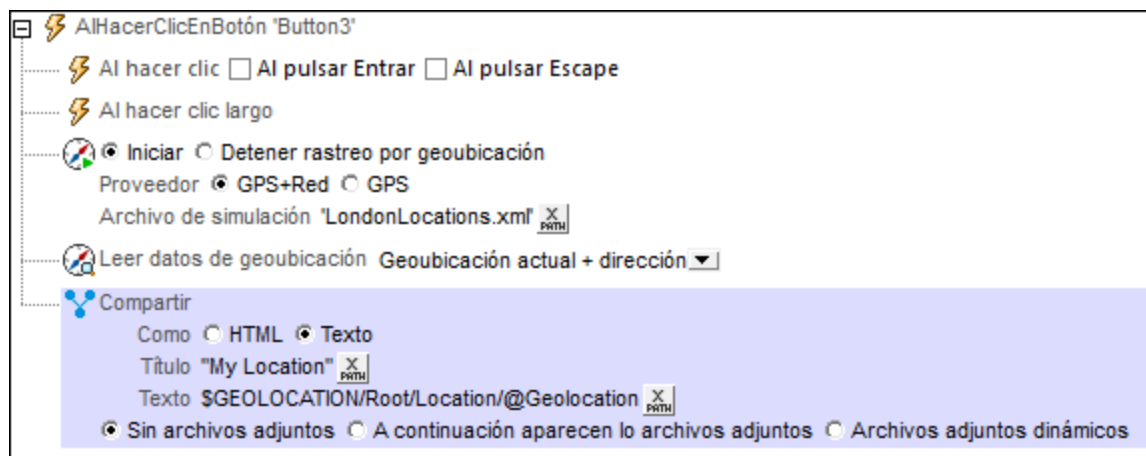 AlHacerClicEnBotón 'Button3'
Al hacer clic Al pulsar Entrar Al pulsar Escape
Al hacer clic largo
Iniciar Detener rastreo por geoubicación
Proveedor GPS+Red GPS
Archivo de simulación 'LondonLocations.xml' X PATH
Leer datos de geoubicación Geoubicación actual + dirección
Compartir
Como HTML Texto
Título "My Location" X PATH
Texto $GEOLOCATION/Root/Location/@Geolocation X PATH
Sin archivos adjuntos A continuación aparecen lo archivos adjuntos Archivos adjuntos dinámicos